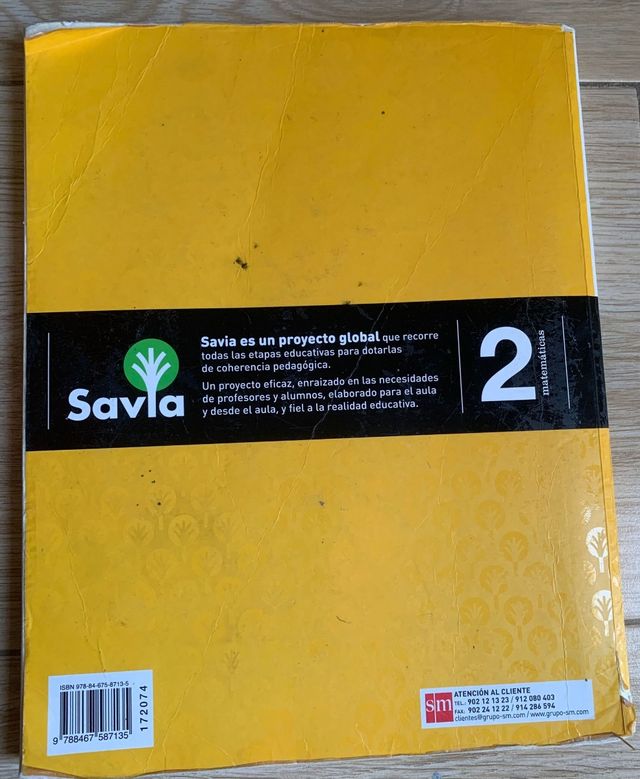 Savia
Savia es un proyecto global que recorre
todas las etapas educativas para dotarlas
de coherencia pedagógica.
Un proyecto eficaz, enraizado en las necesidades
de profesores y alumnos, elaborado para el aula
y desde el aula, y fiel a la realidad educativa.
2
matemáticas
ISBN 978-84-675-8713-5
9 788467 587135
172074
sm
ATENCIÓN AL CLIENTE
TEL.: 902 12 13 23 / 912 080 403
FAX: 902 24 12 22 / 914 286 594
clientes@grupo-sm.com / www.grupo-sm.com